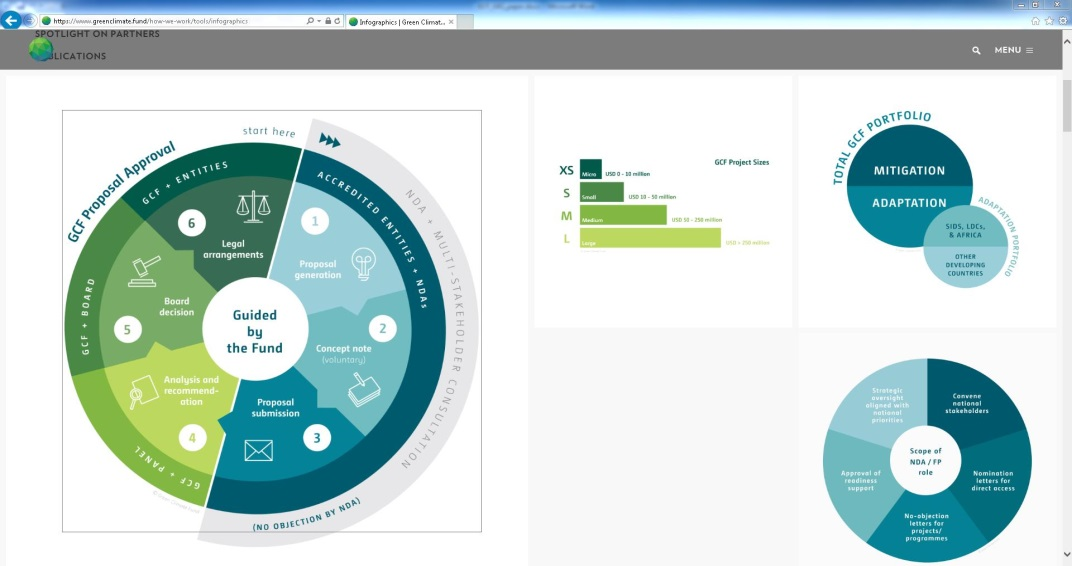 https://www.greenclimate.fund/how-we-work/tools/infographics
Infographics | Green Climat...
SPOTLIGHT ON PARTNERS
BLICATIONS
MENU
GCF Proposal Approval
start here
GCF + ENTITIES
ACCREDITED ENTITIES + NDAs
NDA + MULTI-STAKEHOLDER CONSULTATION
(NO OBJECTION BY NDA)
GCF + PANEL
GCF + BOARD
1
Proposal
generation
2
Concept note
(voluntary)
3
Proposal
submission
4
Analysis and
recommend-
ation
5
Board
decision
6
Legal
arrangements
Guided
by
the Fund
GCF Project Sizes
XS
Micro
USD 0 - 10 million
S
Small
USD 10 - 50 million
M
Medium
USD 50 - 250 million
L
Large
USD > 250 million
TOTAL GCF PORTFOLIO
MITIGATION
ADAPTATION
ADAPTATION PORTFOLIO
SIDS, LDCs,
& AFRICA
OTHER
DEVELOPING
COUNTRIES
Strategic
oversight
aligned with
national
priorities
Convene
national
stakeholders
Scope of
NDA / FP
role
Approval of
readiness
support
Nomination
letters for
direct access
No-objection
letters for
projects/
programmes